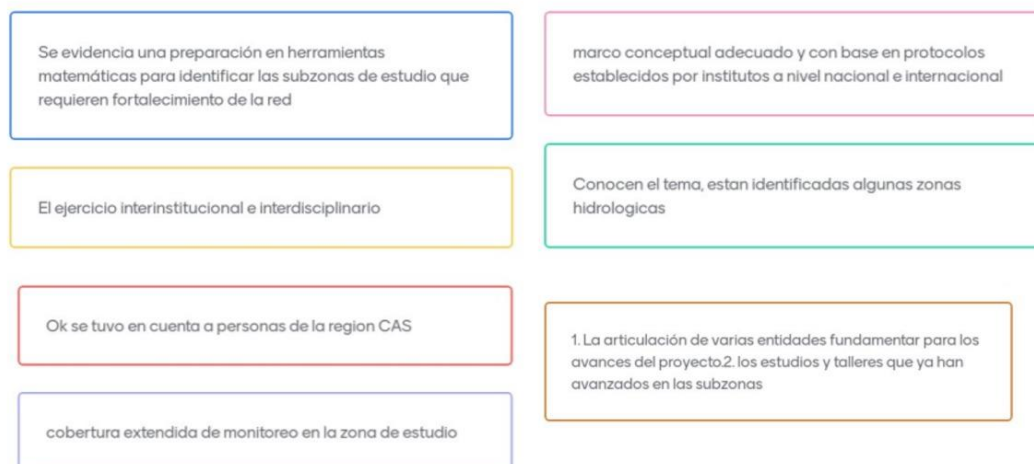 Se evidencia una preparación en herramientas
matemáticas para identificar las subzonas de estudio que
requieren fortalecimiento de la red
El ejercicio interinstitucional e interdisciplinario
Ok se tuvo en cuenta a personas de la region CAS
cobertura extendida de monitoreo en la zona de estudio
marco conceptual adecuado y con base en protocolos
establecidos por institutos a nivel nacional e internacional
Conocen el tema, estan identificadas algunas zonas
hidrologicas
1. La articulación de varias entidades fundamentar para los
avances del proyecto.2. los estudios y talleres que ya han
avanzados en las subzonas